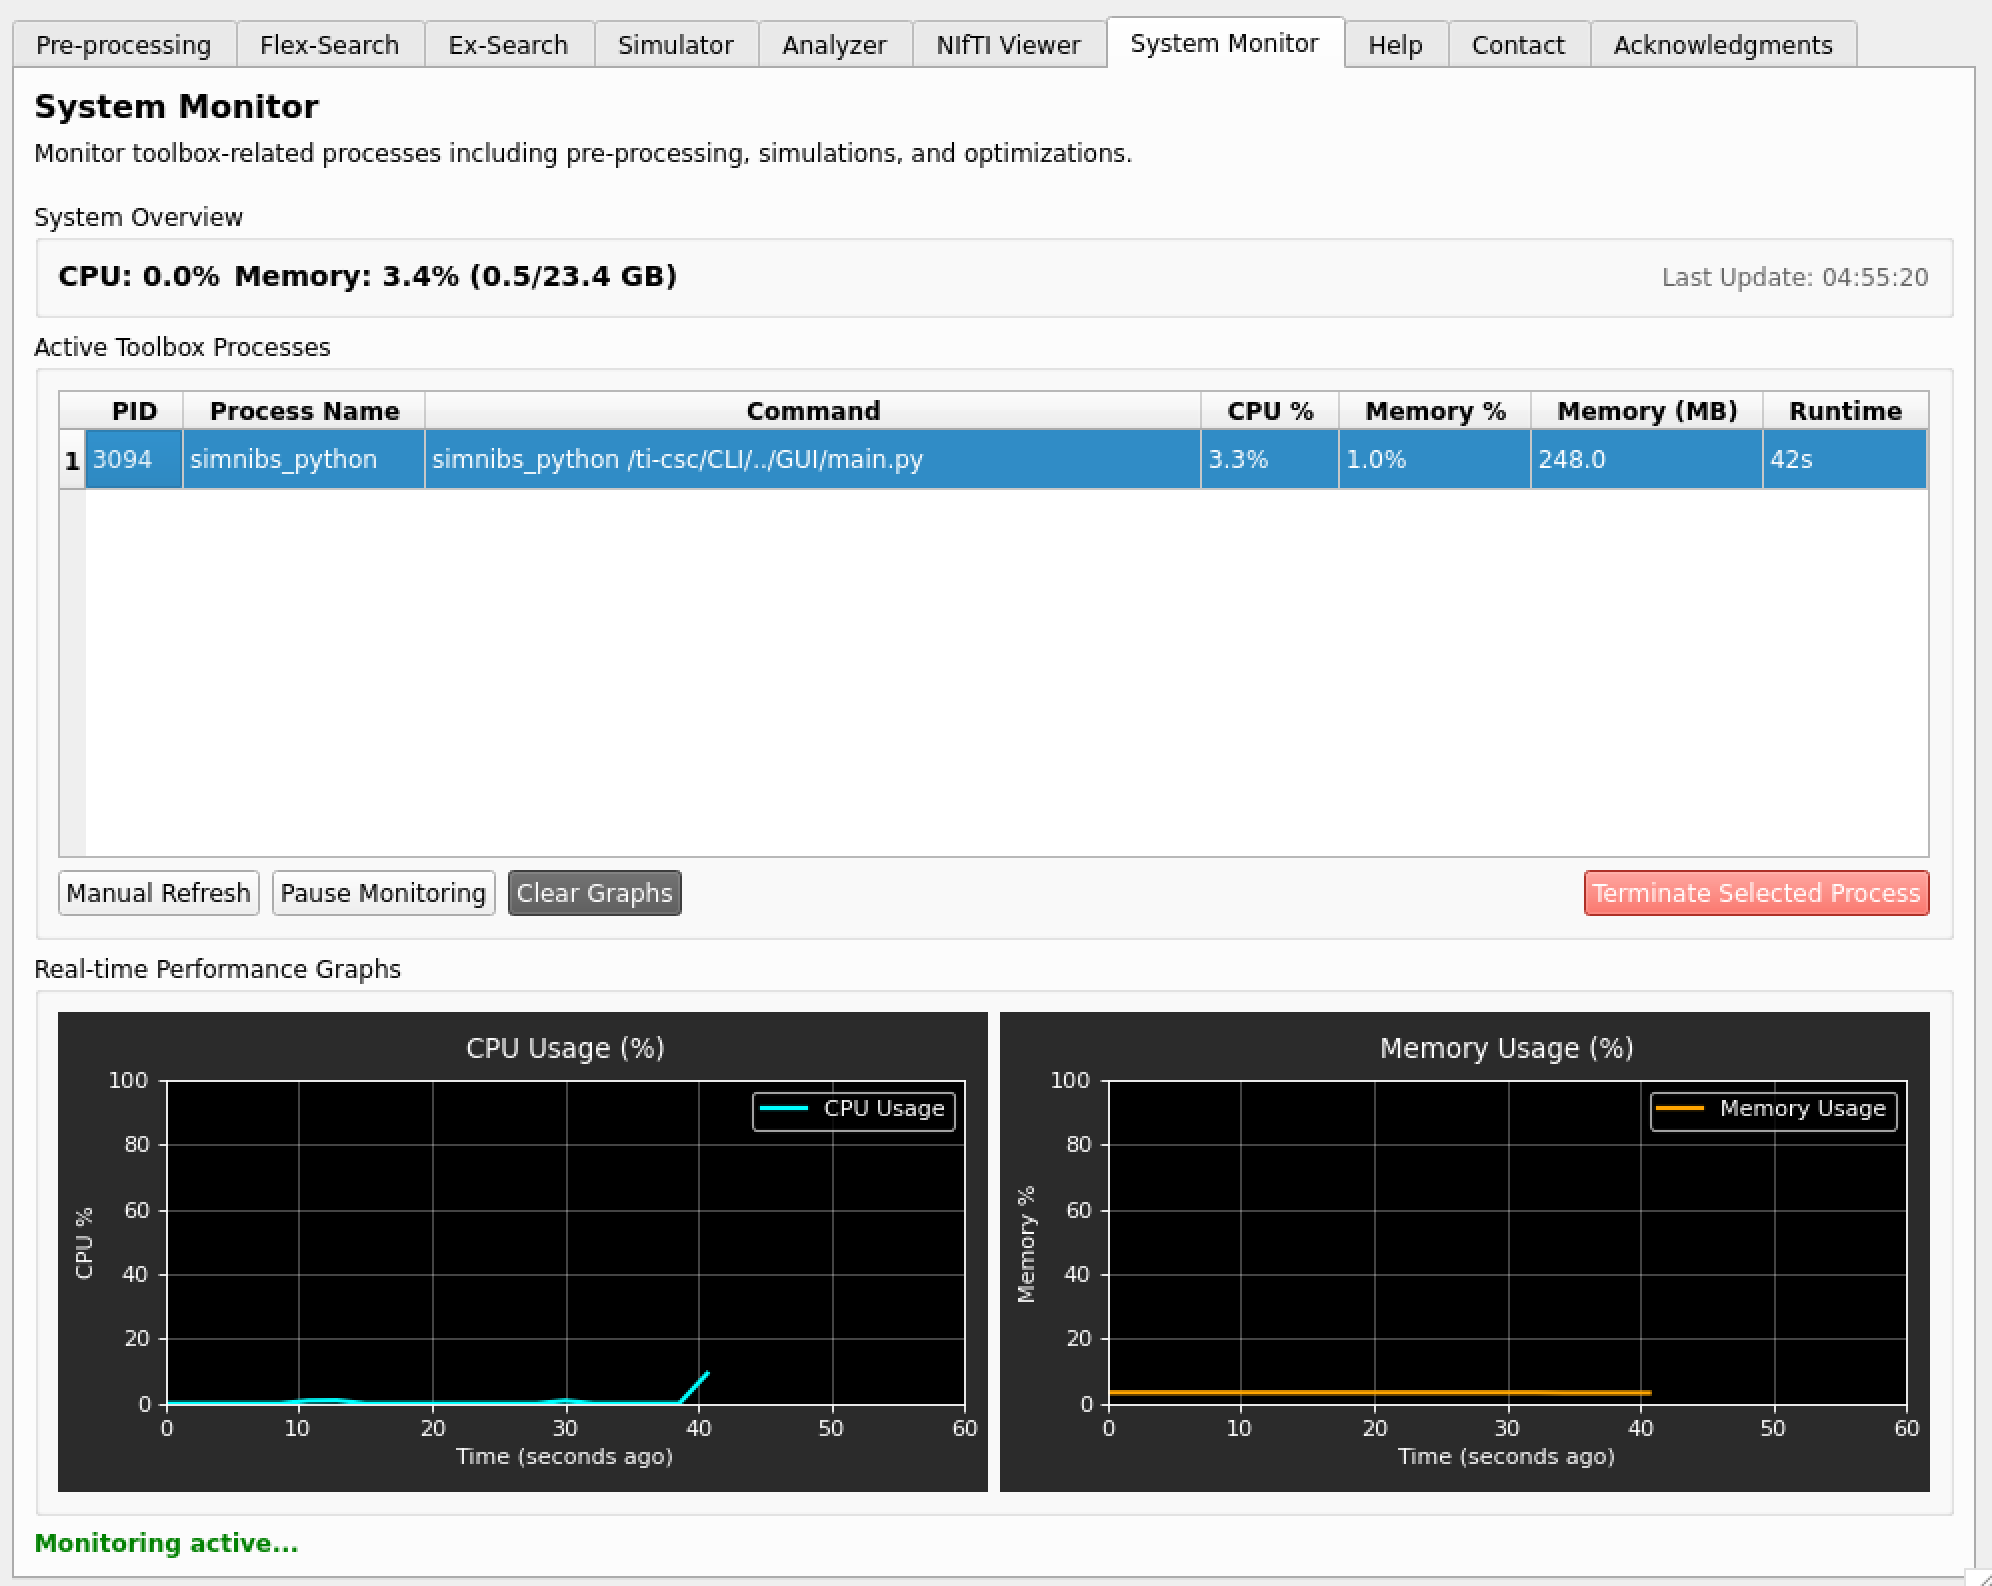 Pre-processing Flex-Search Ex-Search Simulator Analyzer NIfTI Viewer System Monitor Help Contact Acknowledgments
System Monitor
Monitor toolbox-related processes including pre-processing, simulations, and optimizations.
System Overview
CPU: 0.0% Memory: 3.4% (0.5/23.4 GB) Last Update: 04:55:20
Active Toolbox Processes
PID Process Name Command CPU % Memory % Memory (MB) Runtime
1 3094 simnibs_python simnibs_python /ti-csc/CLI/../GUI/main.py 3.3% 1.0% 248.0 42s
Manual Refresh Pause Monitoring Clear Graphs Terminate Selected Process
Real-time Performance Graphs
CPU Usage (%)
100
80
60
40
20
0
CPU %
CPU Usage
0 10 20 30 40 50 60
Time (seconds ago)
Memory Usage (%)
100
80
60
40
20
0
Memory %
Memory Usage
0 10 20 30 40 50 60
Time (seconds ago)
Monitoring active...